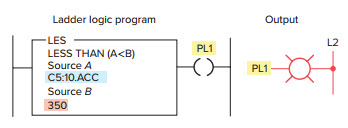 Ladder logic program
Output
LES
LESS THAN (A<B)
Source A
C5:10.ACC
Source B
350
PL1
L2
PL1